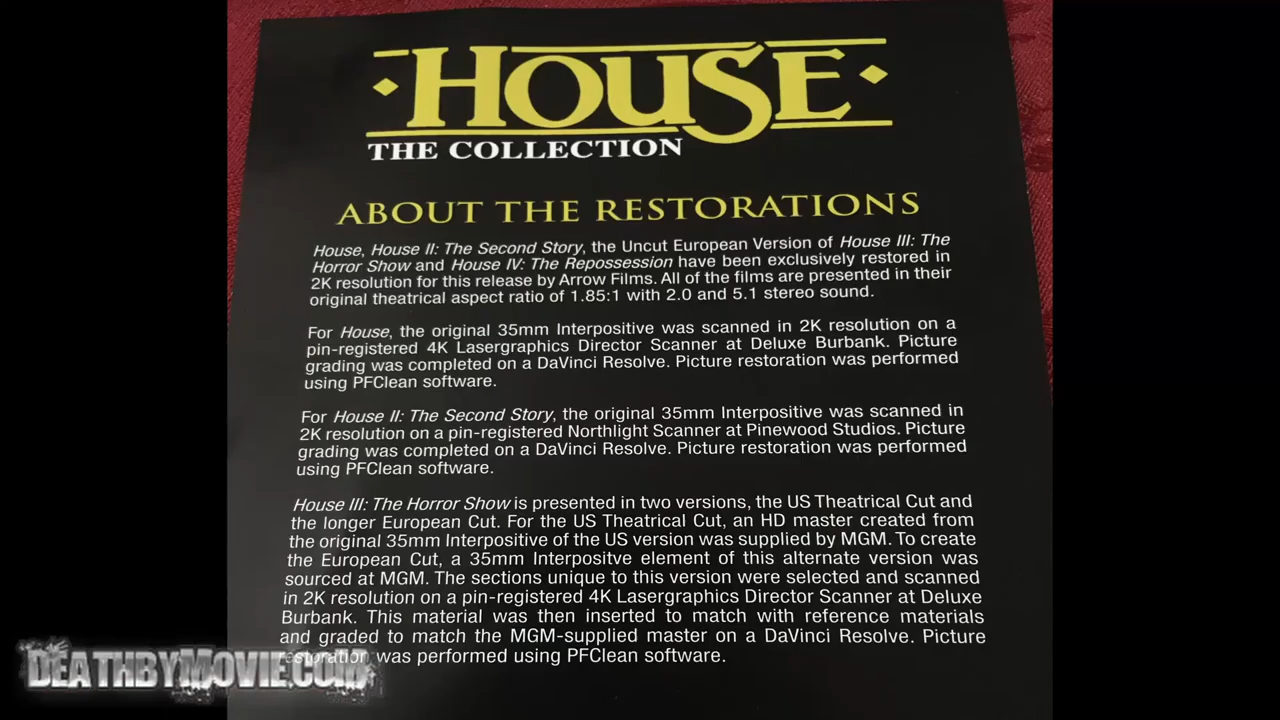 HOUSE
THE COLLECTION
ABOUT THE RESTORATIONS
House, House II: The Second Story, the Uncut European Version of House III: The
Horror Show and House IV: The Repossession have been exclusively restored in
2K resolution for this release by Arrow Films. All of the films are presented in their
original theatrical aspect ratio of 1.85:1 with 2.0 and 5.1 stereo sound.
For House, the original 35mm Interpositive was scanned in 2K resolution on a
pin-registered 4K Lasergraphics Director Scanner at Deluxe Burbank. Picture
grading was completed on a DaVinci Resolve. Picture restoration was performed
using PFClean software.
For House II: The Second Story, the original 35mm Interpositive was scanned in
2K resolution on a pin-registered Northlight Scanner at Pinewood Studios. Picture
grading was completed on a DaVinci Resolve. Picture restoration was performed
using PFClean software.
House III: The Horror Show is presented in two versions, the US Theatrical Cut and
the longer European Cut. For the US Theatrical Cut, an HD master created from
the original 35mm Interpositive of the US version was supplied by MGM. To create
the European Cut, a 35mm Interpositve element of this alternate version was
sourced at MGM. The sections unique to this version were selected and scanned
in 2K resolution on a pin-registered 4K Lasergraphics Director Scanner at Deluxe
Burbank. This material was then inserted to match with reference materials
and graded to match the MGM-supplied master on a DaVinci Resolve. Picture
restoration was performed using PFClean software.
DEATHBYMOVIE.COM